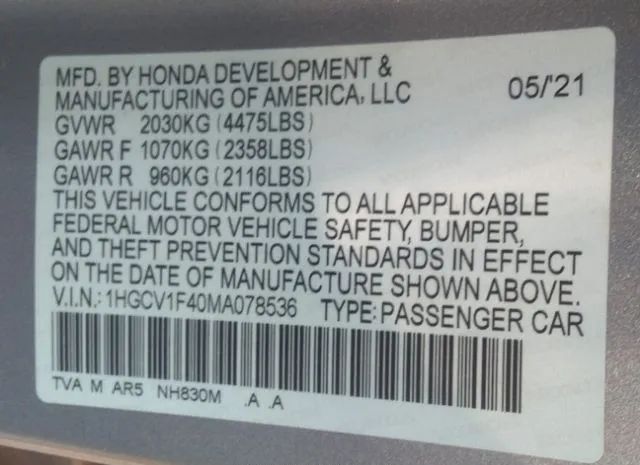 MFD. BY HONDA DEVELOPMENT &
MANUFACTURING OF AMERICA, LLC 05/'21
GVWR 2030KG (4475LBS)
GAWR F 1070KG (2358LBS)
GAWR R 960KG (2116LBS)
THIS VEHICLE CONFORMS TO ALL APPLICABLE
FEDERAL MOTOR VEHICLE SAFETY, BUMPER,
AND THEFT PREVENTION STANDARDS IN EFFECT
ON THE DATE OF MANUFACTURE SHOWN ABOVE.
V.I.N.: 1HGCV1F40MA078536 TYPE: PASSENGER CAR
TVA M AR5 NH830M .A .A